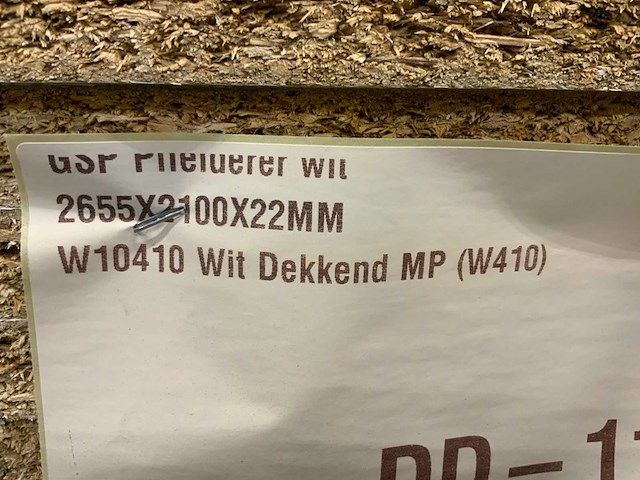 GSP Pfleiderer wit
2655X2100X22MM
W10410 Wit Dekkend MP (W410)